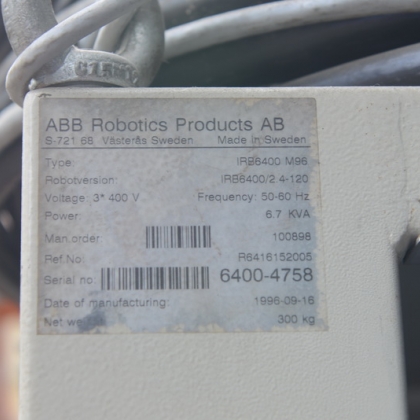 ABB Robotics Products AB
S-721 68 Västerås Sweden Made in Sweden
Type: IRB6400 M96
Robotversion: IRB6400/2.4-120
Voltage: 3* 400 V Frequency: 50-60 Hz
Power: 6.7 KVA
Man.order: 100898
Ref.No: R6416152005
Serial no: 6400-4758
Date of manufacturing: 1996-09-16
Net 300 kg